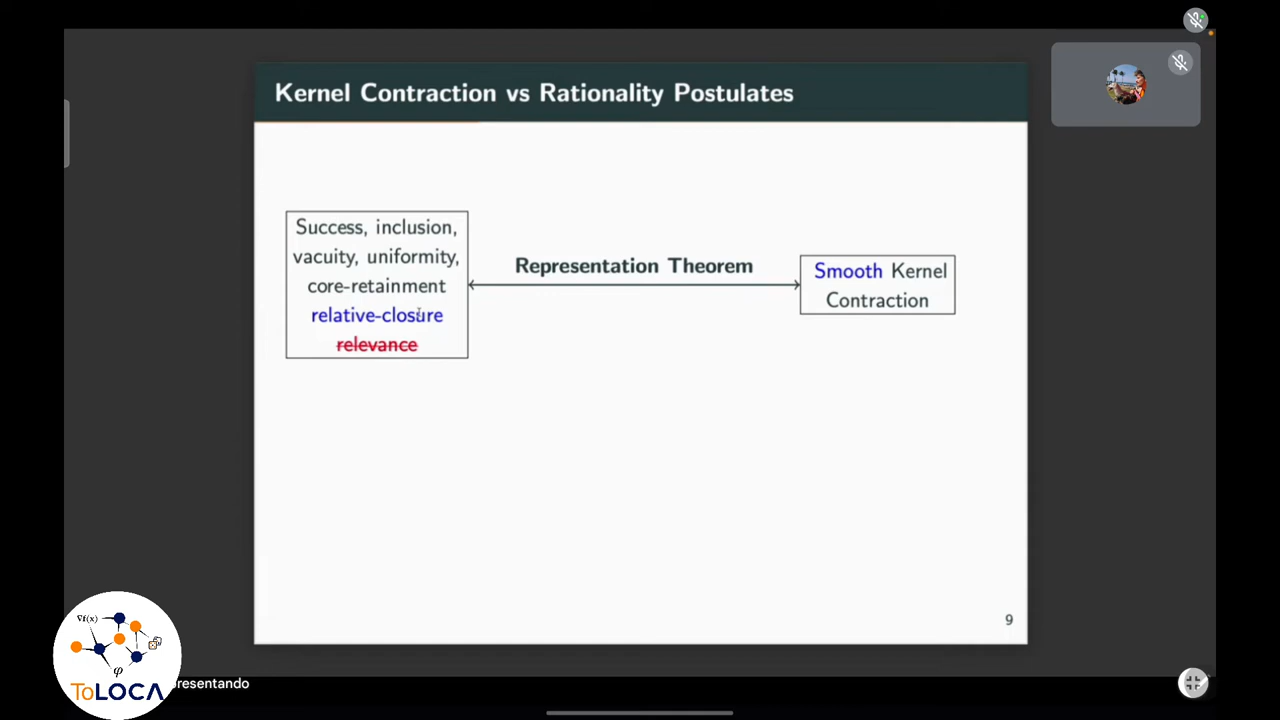 Kernel Contraction vs Rationality Postulates
Success, inclusion,
vacuity, uniformity,
core-retainment
relative-closure
relevance
Representation Theorem
Smooth Kernel
Contraction
9
∇f(x)
φ
ToLOCA
presentando